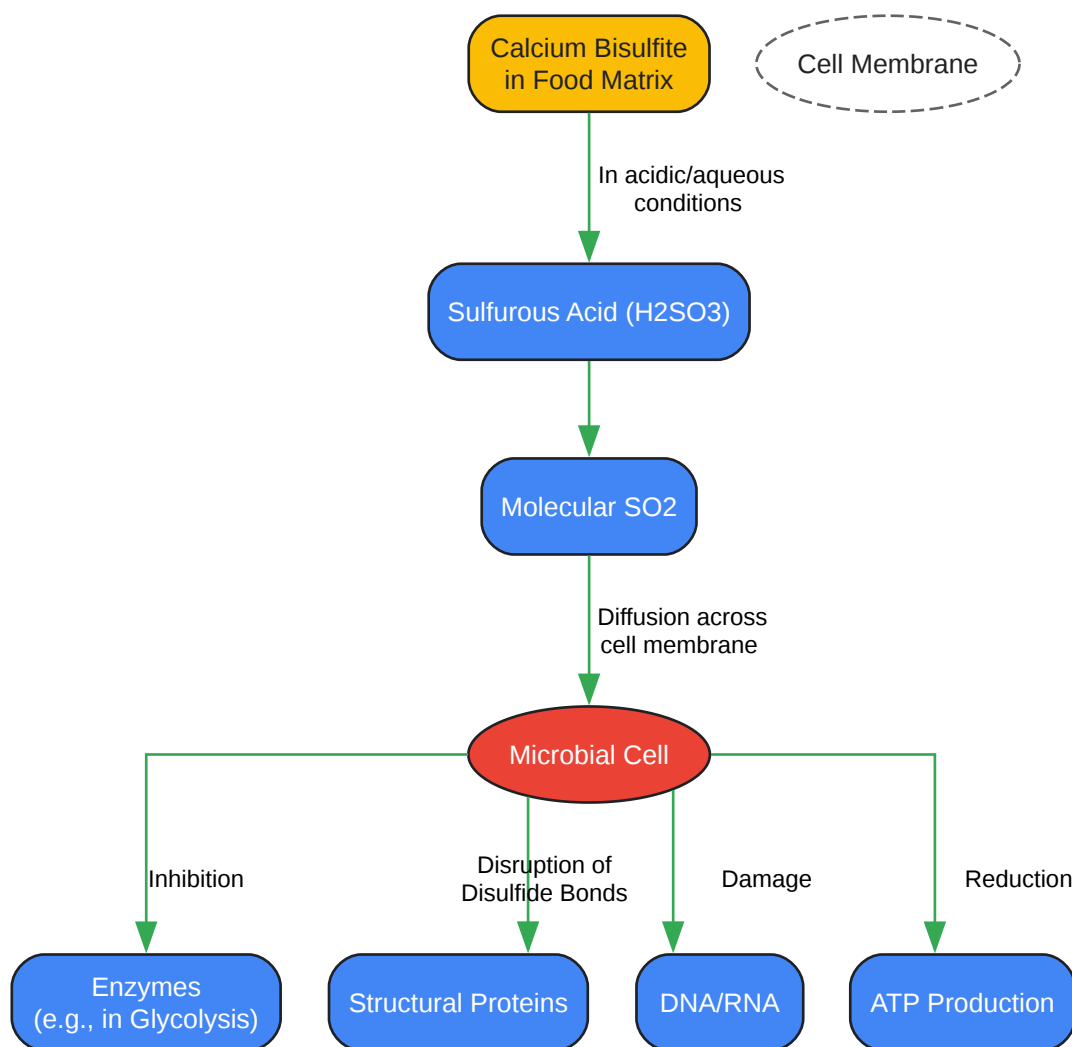 Calcium Bisulfite
in Food Matrix
Cell Membrane
In acidic/aqueous
conditions
Sulfurous Acid (H2SO3)
Molecular SO2
Diffusion across
cell membrane
Microbial Cell
Inhibition
Disruption of
Disulfide Bonds
Damage
Reduction
Enzymes
(e.g., in Glycolysis)
Structural Proteins
DNA/RNA
ATP Production